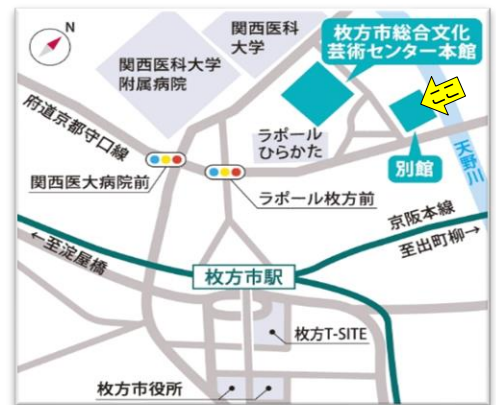 N
関西医科
大学
枚方市総合文化
芸術センター本館
関西医科大学
附属病院
ここ
府道京都守口線
ラポール
ひらかた
別館
天野川
関西医大病院前
ラポール枚方前
京阪本線
至出町柳→
←至淀屋橋
枚方市駅
枚方T-SITE
枚方市役所